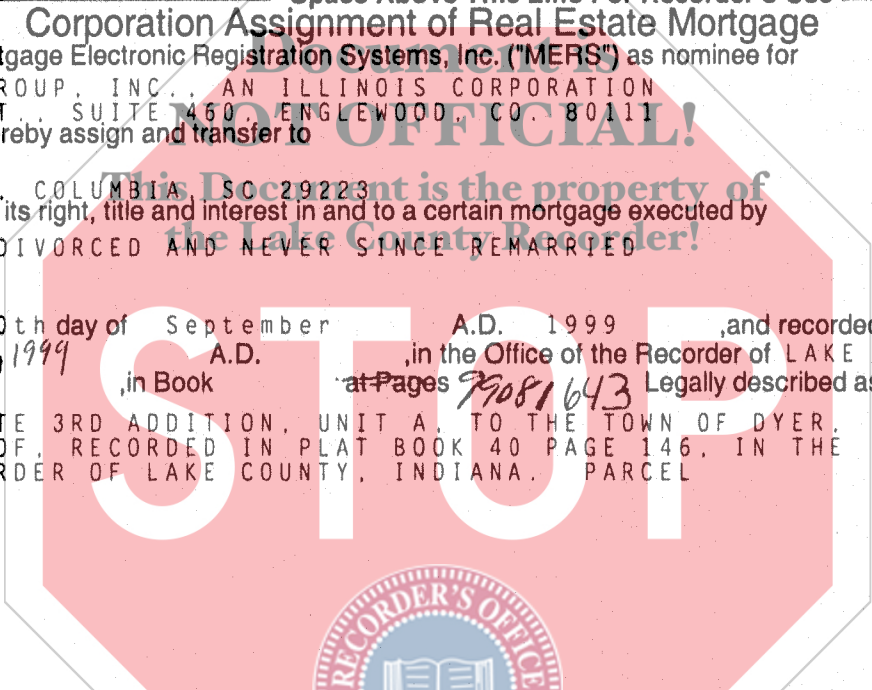 Space Above This Line For Recorder's Use
Corporation Assignment of Real Estate Mortgage
tgage Electronic Registration Systems, Inc. ("MERS") as nominee for
Document is
ROUP, INC., AN ILLINOIS CORPORATION
T., SUITE 460, ENGLEWOOD, CO. 80111
NOT OFFICIAL!
reby assign and transfer to
This Document is the property of
, COLUMBIA, SC 29223
its right, title and interest in and to a certain mortgage executed by
the Lake County Recorder!
DIVORCED AND NEVER SINCE REMARRIED
0th day of September A.D. 1999 ,and recorded
1999 A.D. ,in the Office of the Recorder of LAKE
,in Book at Pages 99081643 Legally described as
TE 3RD ADDITION, UNIT A, TO THE TOWN OF DYER,
OF, RECORDED IN PLAT BOOK 40 PAGE 146, IN THE
RDER OF LAKE COUNTY, INDIANA. PARCEL
STOP
RECORDER'S OFFICE